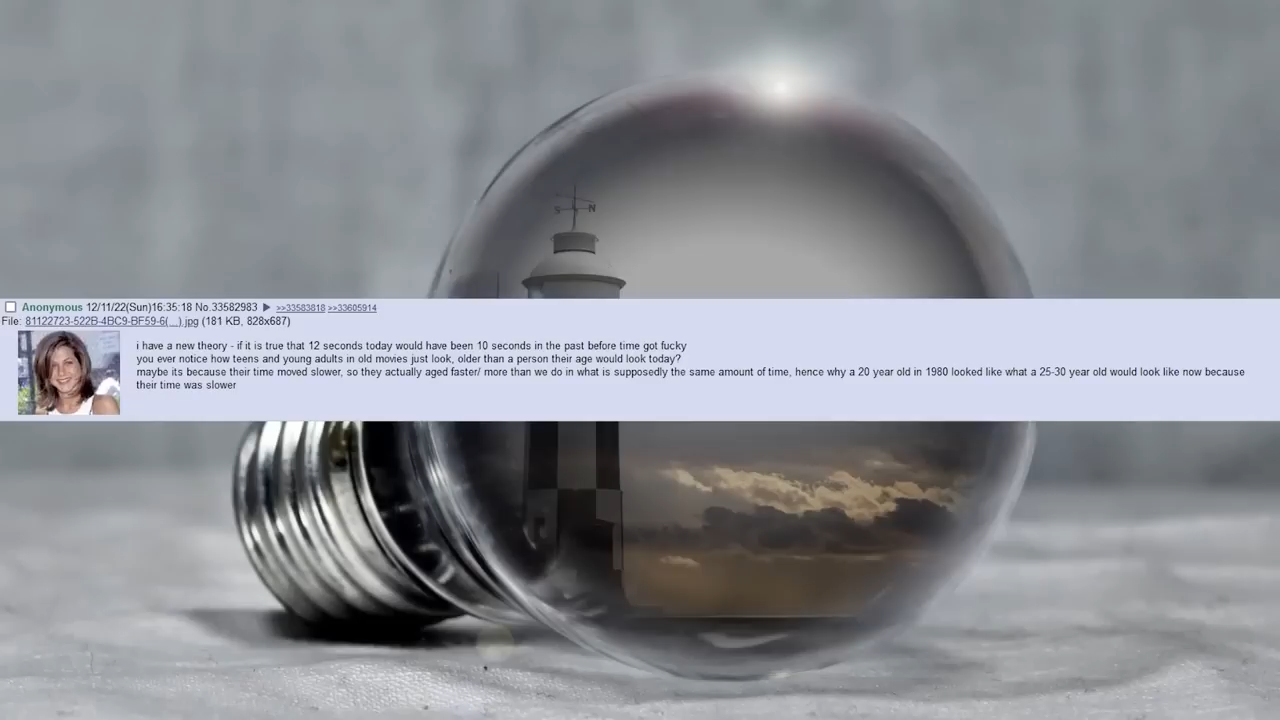 Anonymous 12/11/22(Sun)16:35:18 No.33582983 ▶ >>33583818 >>33605914
File: 81122723-522B-4BC9-BF59-6(...).jpg (181 KB, 828x687)
i have a new theory - if it is true that 12 seconds today would have been 10 seconds in the past before time got fucky
you ever notice how teens and young adults in old movies just look, older than a person their age would look today?
maybe its because their time moved slower, so they actually aged faster/ more than we do in what is supposedly the same amount of time, hence why a 20 year old in 1980 looked like what a 25-30 year old would look like now because
their time was slower